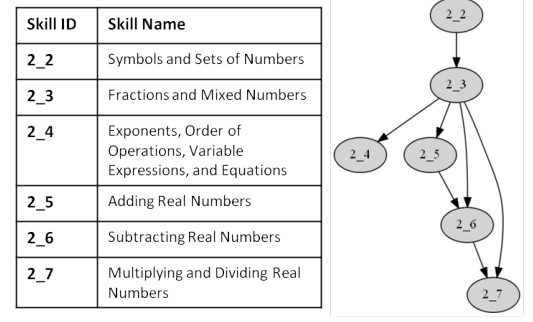 Skill ID Skill Name
2_2 Symbols and Sets of Numbers
2_3 Fractions and Mixed Numbers
2_4 Exponents, Order of
Operations, Variable
Expressions, and Equations
2_5 Adding Real Numbers
2_6 Subtracting Real Numbers
2_7 Multiplying and Dividing Real
Numbers
2_2
2_3
2_4 2_5
2_6
2_7